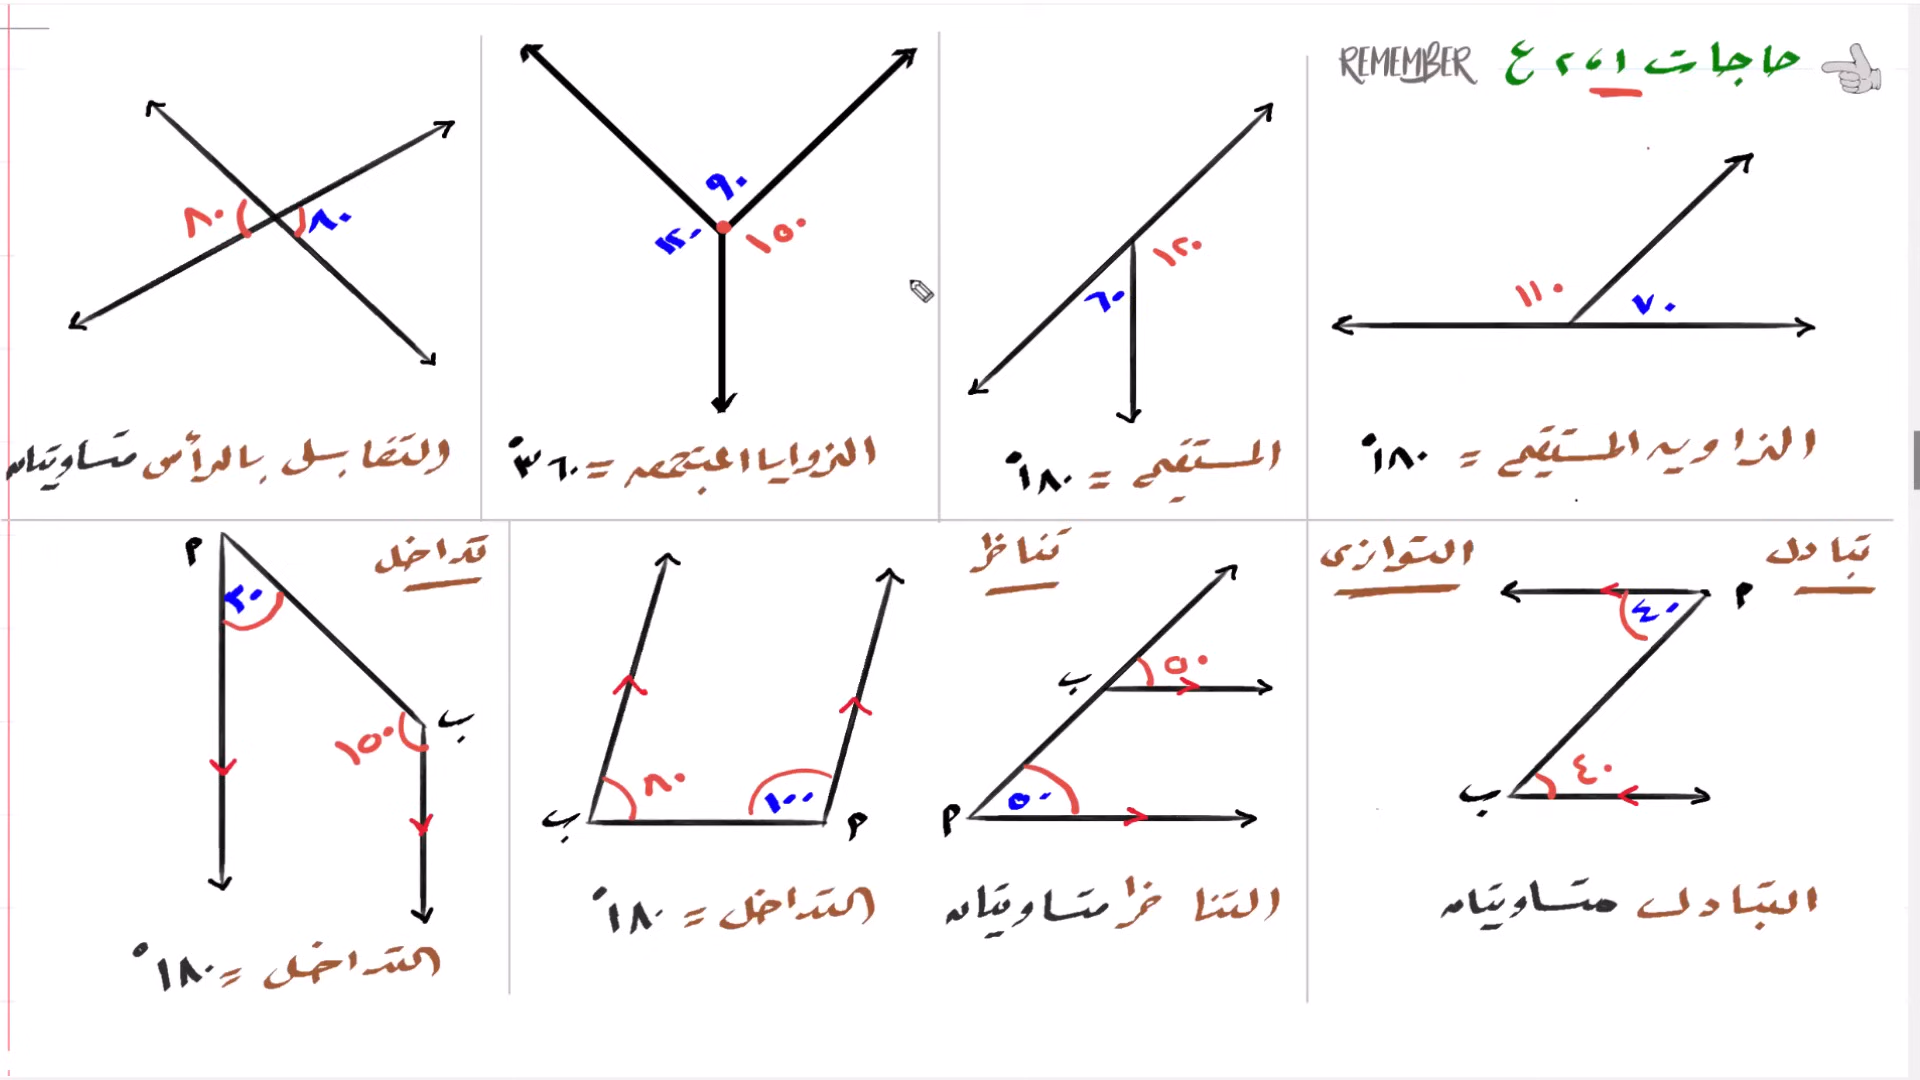 حاجات ١، ٢ ع REMEMBER
١١٠ ٧٠
الزاوية المستقيمة = ١٨٠°
١٢٠
٦٠
المستقيم = ١٨٠°
٩٠
١٥٠ ١٢٠
الزوايا المتجمعه = ٣٦٠°
٨٠ ٨٠
التقابل بالرأس متساويتان
تبادل التوازى
٤٠ م
٤٠ ب
التبادل متساويتان
تناظر
ب ٥٠
م ٥٠
التناظر متساويتان
ب ٨٠ ١٠٠ م
التداخل = ١٨٠°
تداخل
م
٣٠
ب
١٥٠
التداخل = ١٨٠°